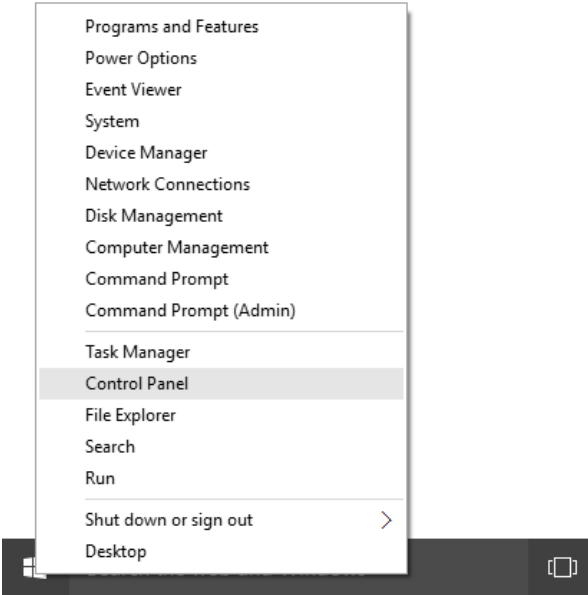 Programs and Features
Power Options
Event Viewer
System
Device Manager
Network Connections
Disk Management
Computer Management
Command Prompt
Command Prompt (Admin)
Task Manager
Control Panel
File Explorer
Search
Run
Shut down or sign out
Desktop